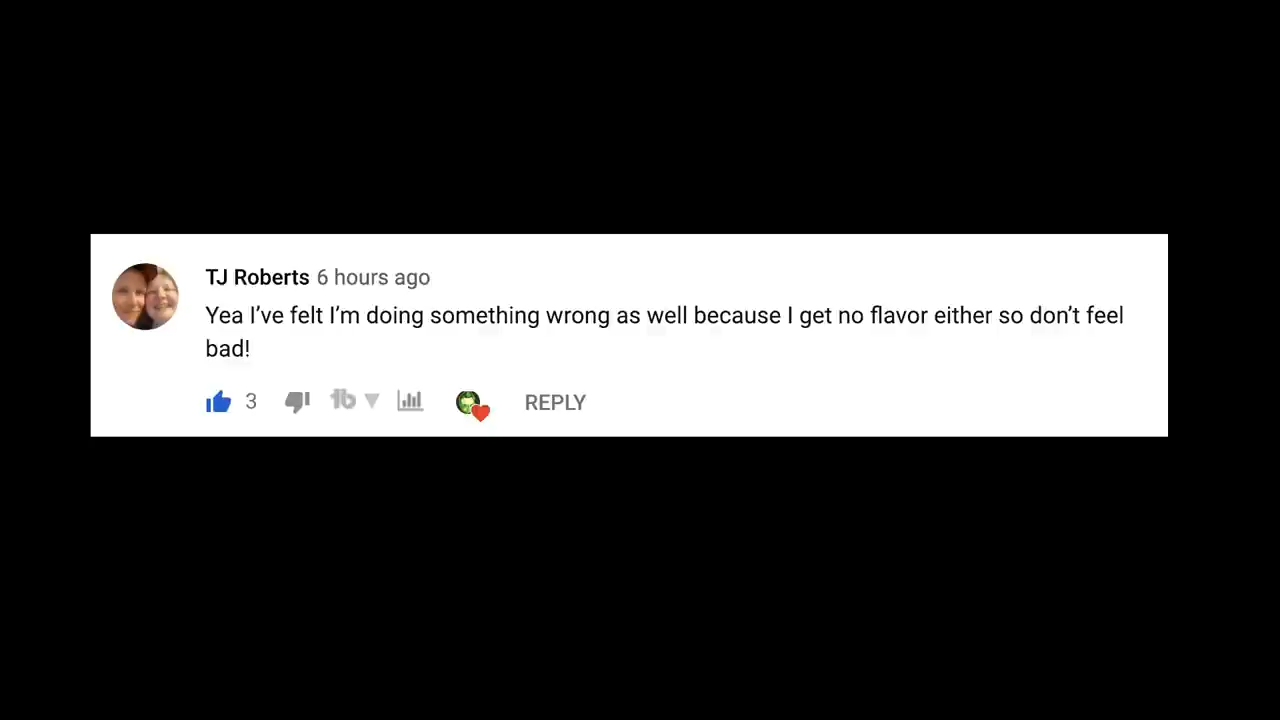 TJ Roberts 6 hours ago
Yea I’ve felt I’m doing something wrong as well because I get no flavor either so don’t feel
bad!
3 tb REPLY